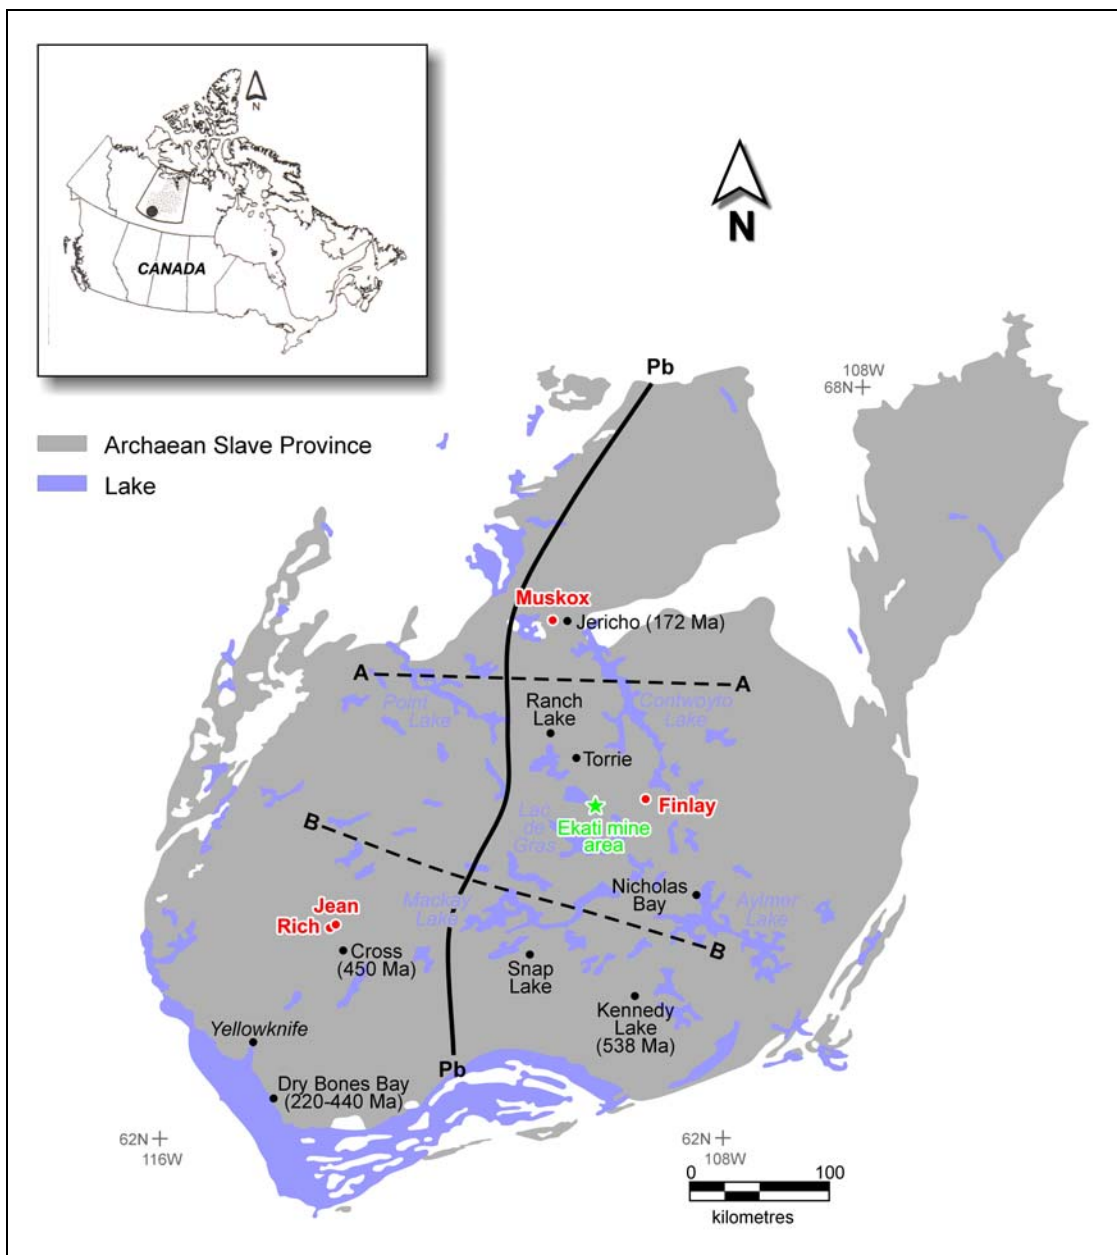 N
CANADA
N
Archaean Slave Province
Lake
Pb
108W
68N
Muskox
Jericho (172 Ma)
A
A
Point
Lake
Ranch
Lake
Contwoyto
Lake
Torrie
Finlay
Lac
de
Gras
Ekati mine
area
B
Nicholas
Bay
Mackay
Lake
Aylmer
Lake
Jean
Rich
B
Cross
(450 Ma)
Snap
Lake
Kennedy
Lake
(538 Ma)
Yellowknife
Pb
Dry Bones Bay
(220-440 Ma)
62N
116W
62N
108W
0
100
kilometres